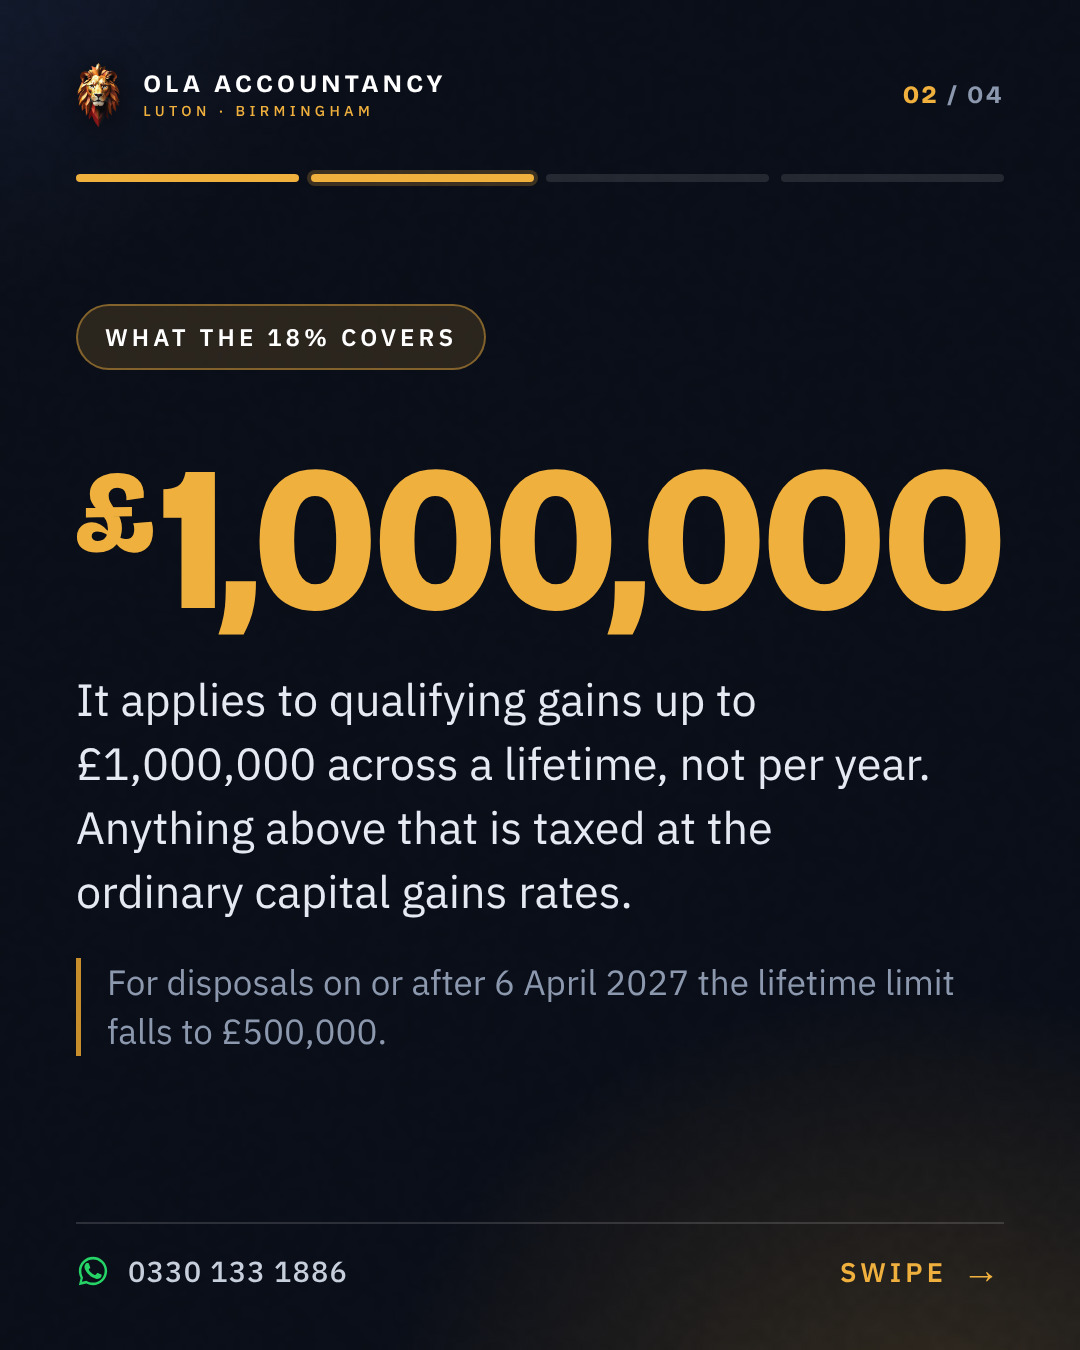 OLA ACCOUNTANCY
LUTON · BIRMINGHAM
02 / 04
WHAT THE 18% COVERS
£1,000,000
It applies to qualifying gains up to
£1,000,000 across a lifetime, not per year.
Anything above that is taxed at the
ordinary capital gains rates.
For disposals on or after 6 April 2027 the lifetime limit
falls to £500,000.
0330 133 1886
SWIPE →